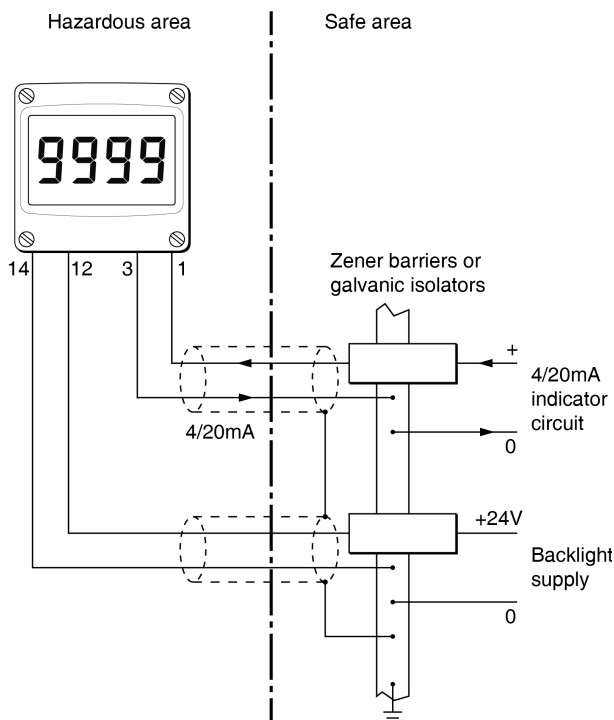 Hazardous area
Safe area
9999
14
12
3
1
Zener barriers or
galvanic isolators
+
4/20mA
indicator
circuit
0
4/20mA
+24V
Backlight
supply
0